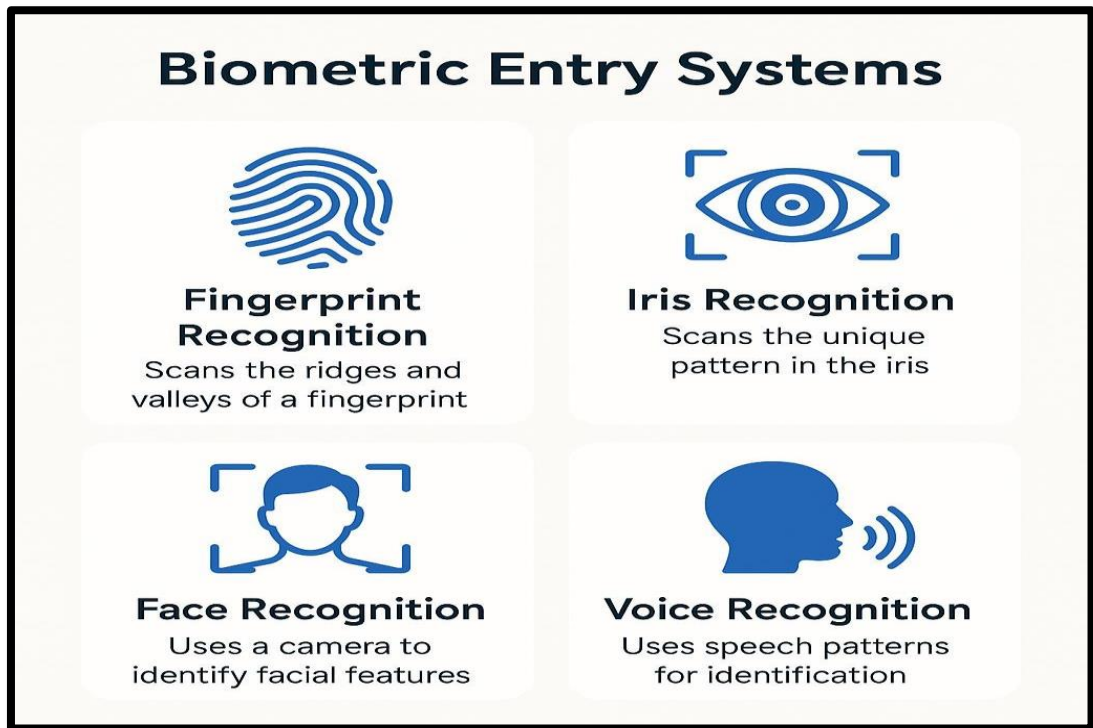 Biometric Entry Systems
Fingerprint
Recognition
Scans the ridges and
valleys of a fingerprint
Iris Recognition
Scans the unique
pattern in the iris
Face Recognition
Uses a camera to
identify facial features
Voice Recognition
Uses speech patterns
for identification